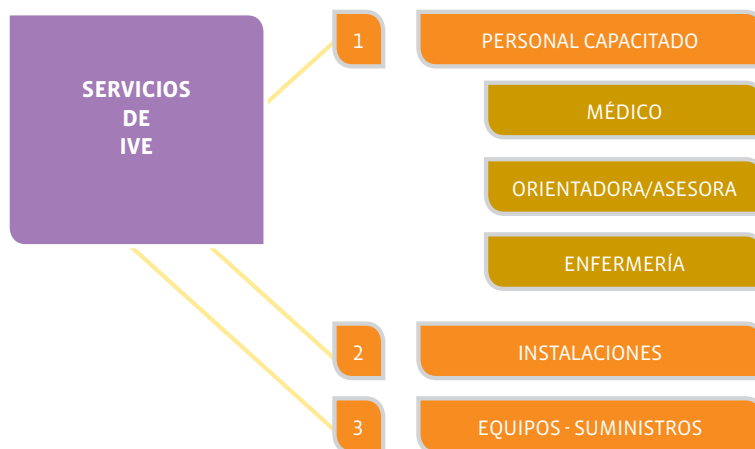 SERVICIOS
DE
IVE
1
PERSONAL CAPACITADO
MÉDICO
ORIENTADORA/ASESORA
ENFERMERÍA
2
INSTALACIONES
3
EQUIPOS - SUMINISTROS